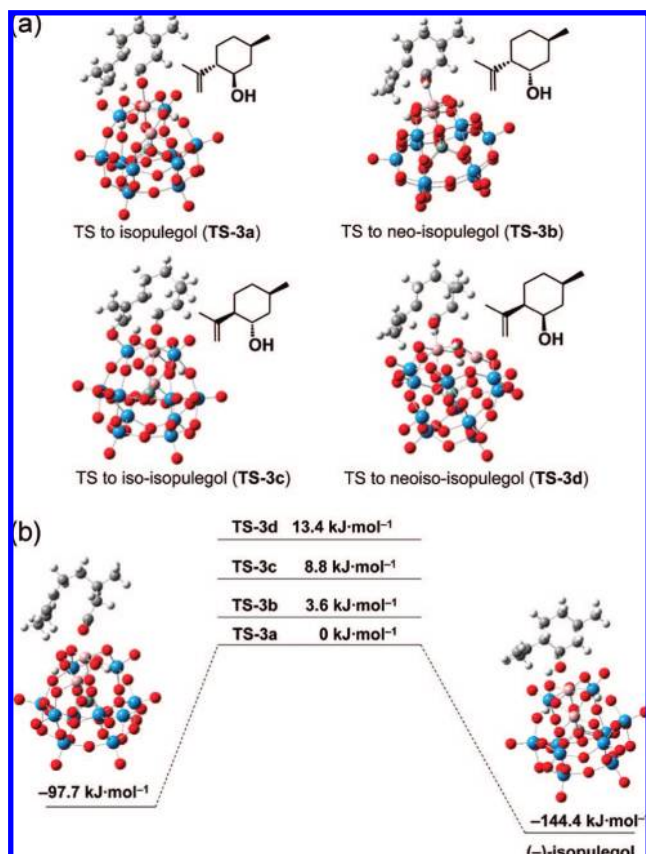 (a)
OH
OH
TS to isopulegol (TS-3a)
TS to neo-isopulegol (TS-3b)
OH
OH
TS to iso-isopulegol (TS-3c)
TS to neoiso-isopulegol (TS-3d)
(b)
TS-3d 13.4 kJ·mol⁻¹
TS-3c 8.8 kJ·mol⁻¹
TS-3b 3.6 kJ·mol⁻¹
TS-3a 0 kJ·mol⁻¹
−97.7 kJ·mol⁻¹
−144.4 kJ·mol⁻¹
(−)-isopulegol